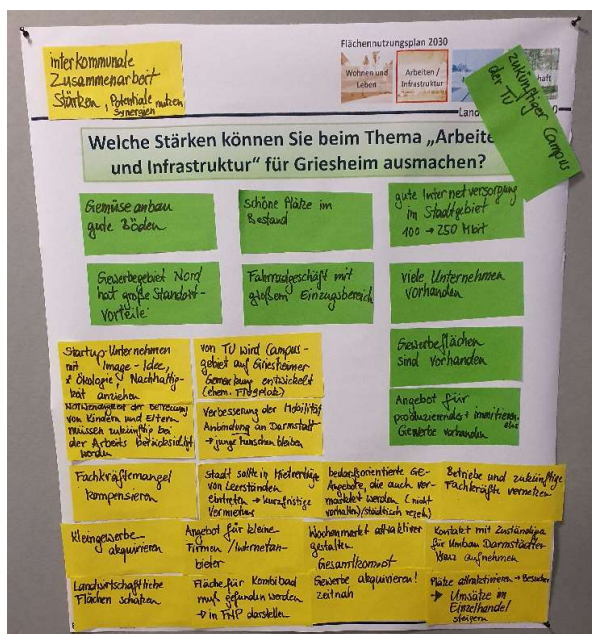 interkommunale
Zusammenarbeit
Stärken, Potentiale nutzen
Synergien
Flächennutzungsplan 2030
Wohnen und
Leben
Arbeiten /
Infrastruktur
zukünftiger Campus
der TU
Welche Stärken können Sie beim Thema „Arbeite
und Infrastruktur“ für Griesheim ausmachen?
Gemüseanbau
gute Böden
schöne Plätze im
Bestand
gute Internetversorgung
im Stadtgebiet
100 → 250 Mbit
Gewerbegebiet Nord
hat große Standort-
vorteile
Fahrradgeschäft mit
großem Einzugsbereich
viele Unternehmen
vorhanden
Gewerbeflächen
sind vorhanden
Angebot für
produzierendes +
Gewerbe vorhanden
Startup-Unternehmen
mit Image-Idee,
Ökologie / Nachhaltig-
keit anziehen
Notwendigkeit der Betreuung
von Kindern und Eltern
müssen zukünftig bei
der Arbeit berücksichtigt
werden
von TU wird Campus-
gebiet auf Griesheimer
Gemarkung entwickelt
(ehem. Flugplatz)
Verbesserung der Mobilität
Anbindung an Darmstadt
→ junge Menschen bleiben
Fachkräftemangel
kompensieren
Stadt sollte in Mietverträge
von Leerständen
eintreten → kurzfristige
Vermietung
bedarfsorientierte GE-
Angebote, die auch ver-
marktet werden (nicht
vorhalten)/städtisch
Betriebe und zukünftige
Fachkräfte vernetzen
Kleingewerbe
akquirieren
Angebot für kleine
Firmen / Internetan-
bieter
Wochenmarkt attraktiver
gestalten
Gesamtkonzept
Kontakt mit Zuständigen
für Umbau Darmstädter
Kreuz aufnehmen
Landwirtschaftliche
Flächen schützen
Fläche für Kombibad
muß gefunden werden
→ in FNP darstellen
Gewerbe akquirieren!
zeitnah
Plätze attraktivieren → Besucher
→ Umsätze im
Einzelhandel
steigern